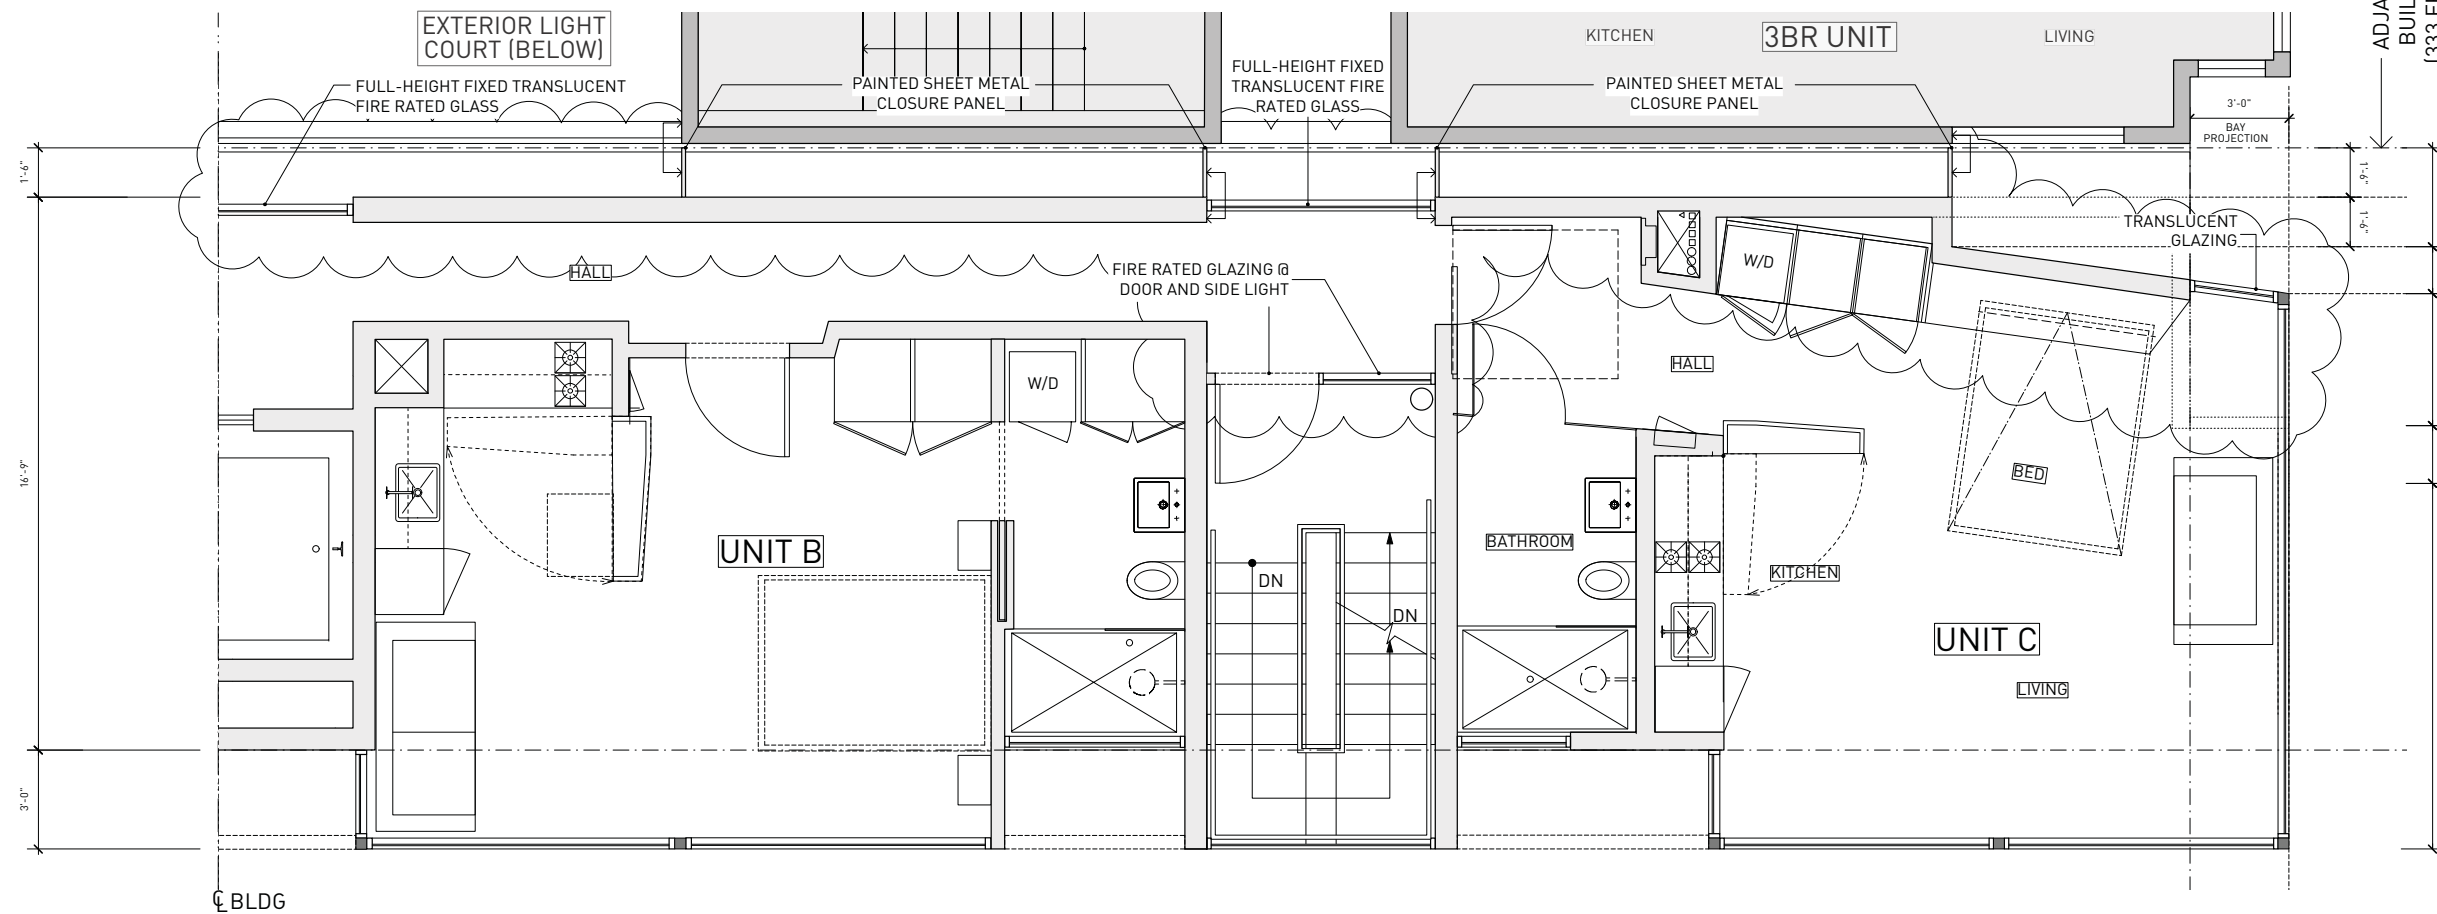 EXTERIOR LIGHT
COURT (BELOW)
KITCHEN
3BR UNIT
LIVING
ADJA
BUIL
FULL-HEIGHT FIXED TRANSLUCENT
FIRE RATED GLASS
PAINTED SHEET METAL
CLOSURE PANEL
FULL-HEIGHT FIXED
TRANSLUCENT FIRE
RATED GLASS
PAINTED SHEET METAL
CLOSURE PANEL
3'-0"
BAY
PROJECTION
1'-6"
1'-6"
1'-6"
TRANSLUCENT
GLAZING
HALL
FIRE RATED GLAZING @
DOOR AND SIDE LIGHT
W/D
W/D
HALL
16'-9"
BED
UNIT B
BATHROOM
KITCHEN
DN
DN
UNIT C
LIVING
3'-0"
CL BLDG